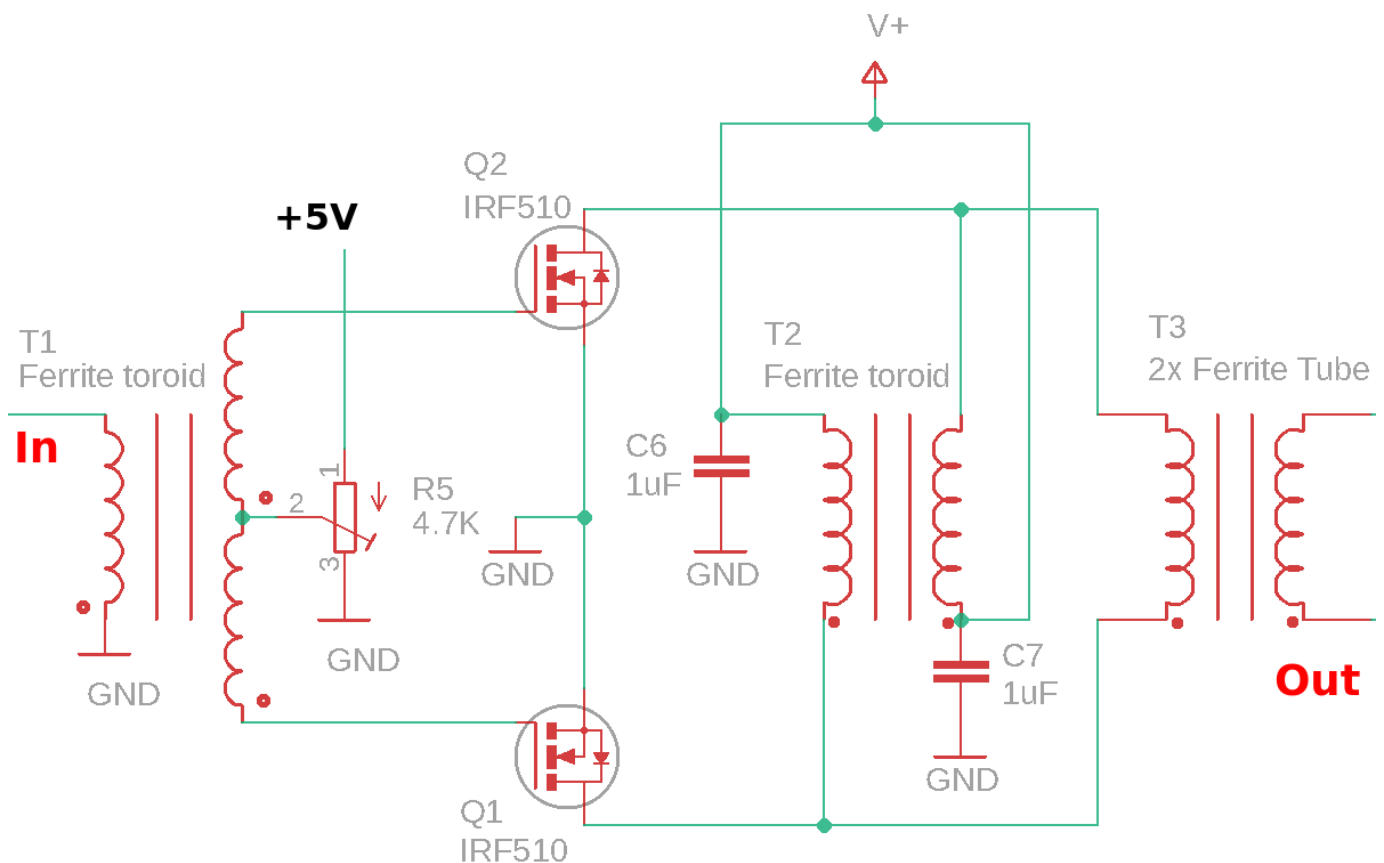 V+
Q2
IRF510
+5V
T1
Ferrite toroid
T2
Ferrite toroid
T3
2x Ferrite Tube
In
1
2
3
R5
4.7K
C6
1uF
GND
GND
GND
GND
C7
1uF
Out
GND
Q1
IRF510